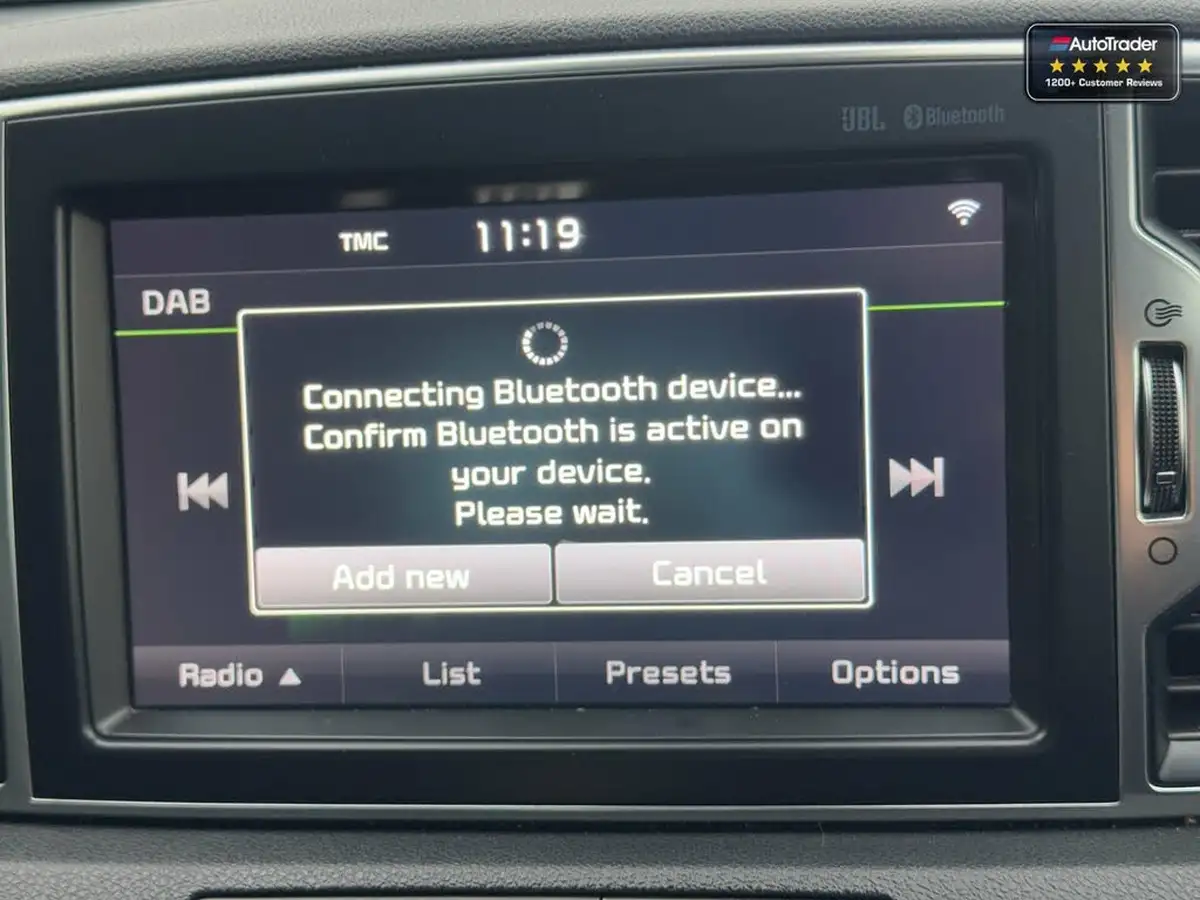 AutoTrader
1200+ Customer Reviews
JBL Bluetooth
TMC 11:19
DAB
Connecting Bluetooth device...
Confirm Bluetooth is active on
your device.
Please wait.
Add new Cancel
Radio ▲ List Presets Options